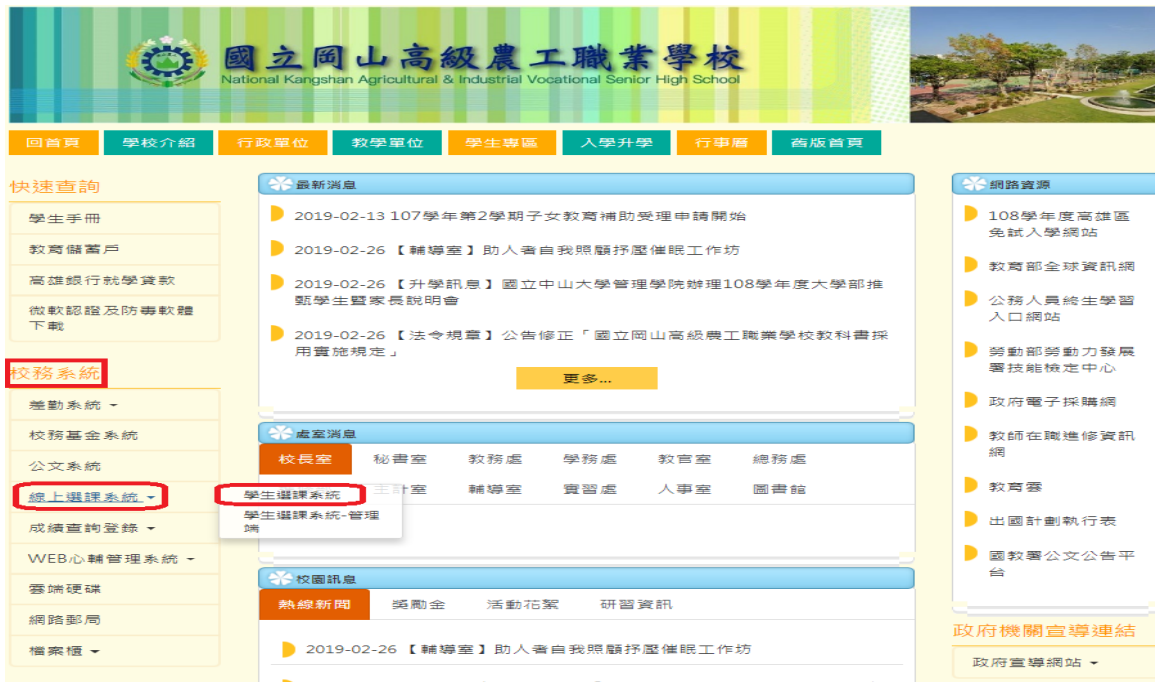 國立岡山高級農工職業學校
National Kangshan Agricultural & Industrial Vocational Senior High School
回首頁
學校介紹
行政單位
教學單位
學生專區
入學升學
行事曆
舊版首頁
快速查詢
學生手冊
教育儲蓄戶
高雄銀行就學貸款
微軟認證及防毒軟體
下載
校務系統
差勤系統
校務基金系統
公文系統
線上選課系統
學生選課系統
學生選課系統-管理
端
成績查詢登錄
WEB心輔管理系統
雲端硬碟
網路郵局
檔案櫃
最新消息
2019-02-13 107學年第2學期子女教育補助受理申請開始
2019-02-26 【輔導室】助人者自我照顧抒壓催眠工作坊
2019-02-26 【升學訊息】國立中山大學管理學院辦理108學年度大學部推
甄學生暨家長說明會
2019-02-26 【法令規章】公告修正「國立岡山高級農工職業學校教科書採
用實施規定」
更多...
處室消息
校長室
秘書室
教務處
學務處
教官室
總務處
主計室
輔導室
實習處
人事室
圖書館
校園訊息
熱線新聞
獎勵金
活動花絮
研習資訊
2019-02-26 【輔導室】助人者自我照顧抒壓催眠工作坊
網路資源
108學年度高雄區
免試入學網站
教育部全球資訊網
公務人員終生學習
入口網站
勞動部勞動力發展
署技能檢定中心
政府電子採購網
教師在職進修資訊
網
教育雲
出國計劃執行表
國教署公文公告平
台
政府機關宣導連結
政府宣導網站